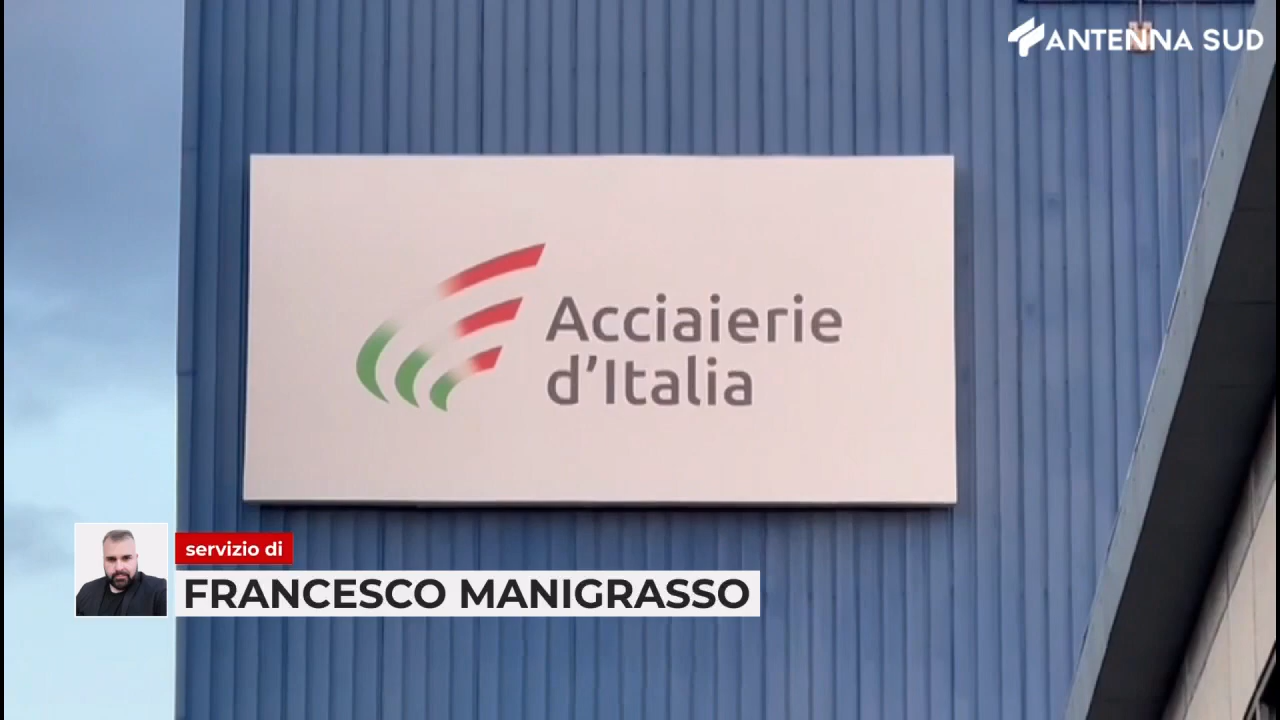 ANTENNA SUD
Acciaierie
d'Italia
servizio di
FRANCESCO MANIGRASSO